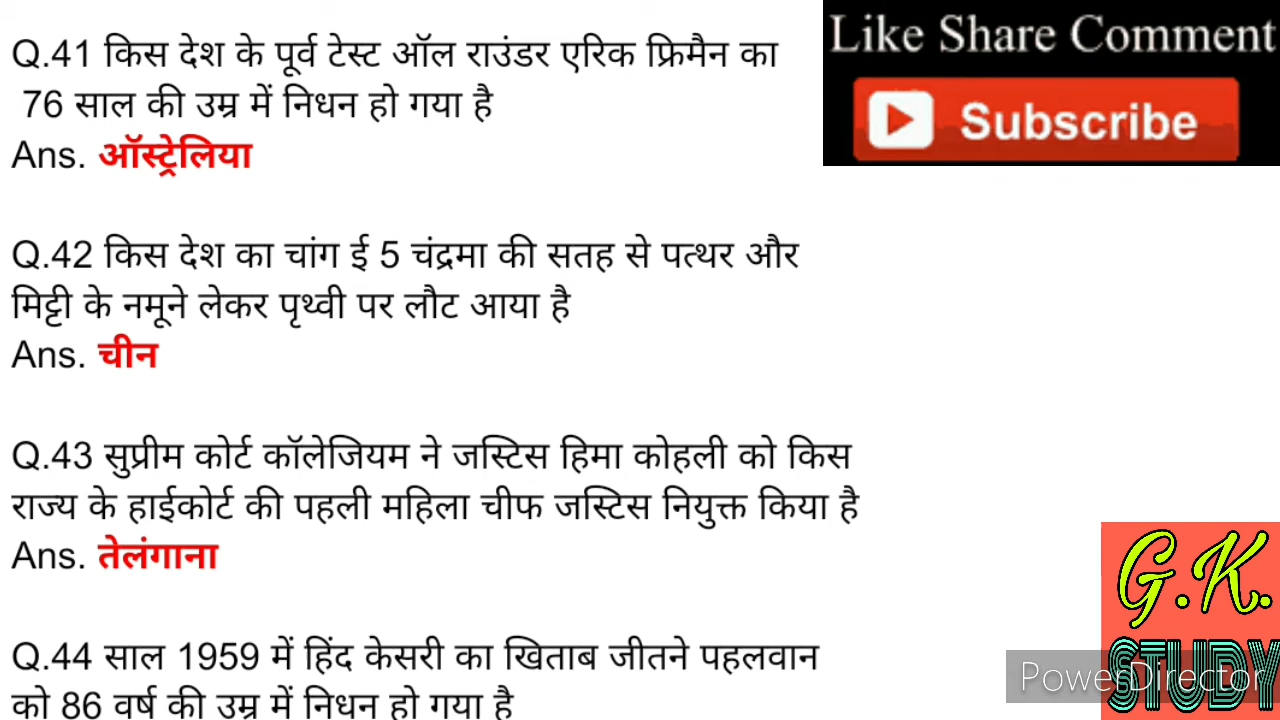 Like Share Comment
Subscribe
Q.41 किस देश के पूर्व टेस्ट ऑल राउंडर एरिक फ्रिमैन का
76 साल की उम्र में निधन हो गया है
Ans. ऑस्ट्रेलिया
Q.42 किस देश का चांग ई 5 चंद्रमा की सतह से पत्थर और
मिट्टी के नमूने लेकर पृथ्वी पर लौट आया है
Ans. चीन
Q.43 सुप्रीम कोर्ट कॉलेजियम ने जस्टिस हिमा कोहली को किस
राज्य के हाईकोर्ट की पहली महिला चीफ जस्टिस नियुक्त किया है
Ans. तेलंगाना
Q.44 साल 1959 में हिंद केसरी का खिताब जीतने पहलवान
को 86 वर्ष की उम्र में निधन हो गया है
G.K.
STUDY
PowerDirector